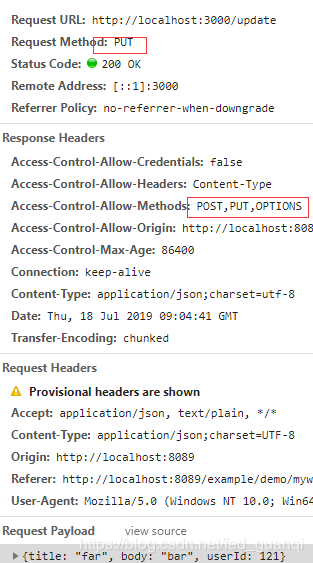 Request URL: http://localhost:3000/update
Request Method: PUT
Status Code: 200 OK
Remote Address: [::1]:3000
Referrer Policy: no-referrer-when-downgrade
Response Headers
Access-Control-Allow-Credentials: false
Access-Control-Allow-Headers: Content-Type
Access-Control-Allow-Methods: POST,PUT,OPTIONS
Access-Control-Allow-Origin: http://localhost:808
Access-Control-Max-Age: 86400
Connection: keep-alive
Content-Type: application/json;charset=utf-8
Date: Thu, 18 Jul 2019 09:04:41 GMT
Transfer-Encoding: chunked
Request Headers
Provisional headers are shown
Accept: application/json, text/plain, */*
Content-Type: application/json;charset=UTF-8
Origin: http://localhost:8089
Referer: http://localhost:8089/example/demo/myw
User-Agent: Mozilla/5.0 (Windows NT 10.0; Win64
Request Payload view source
{title: "far", body: "bar", userId: 121}